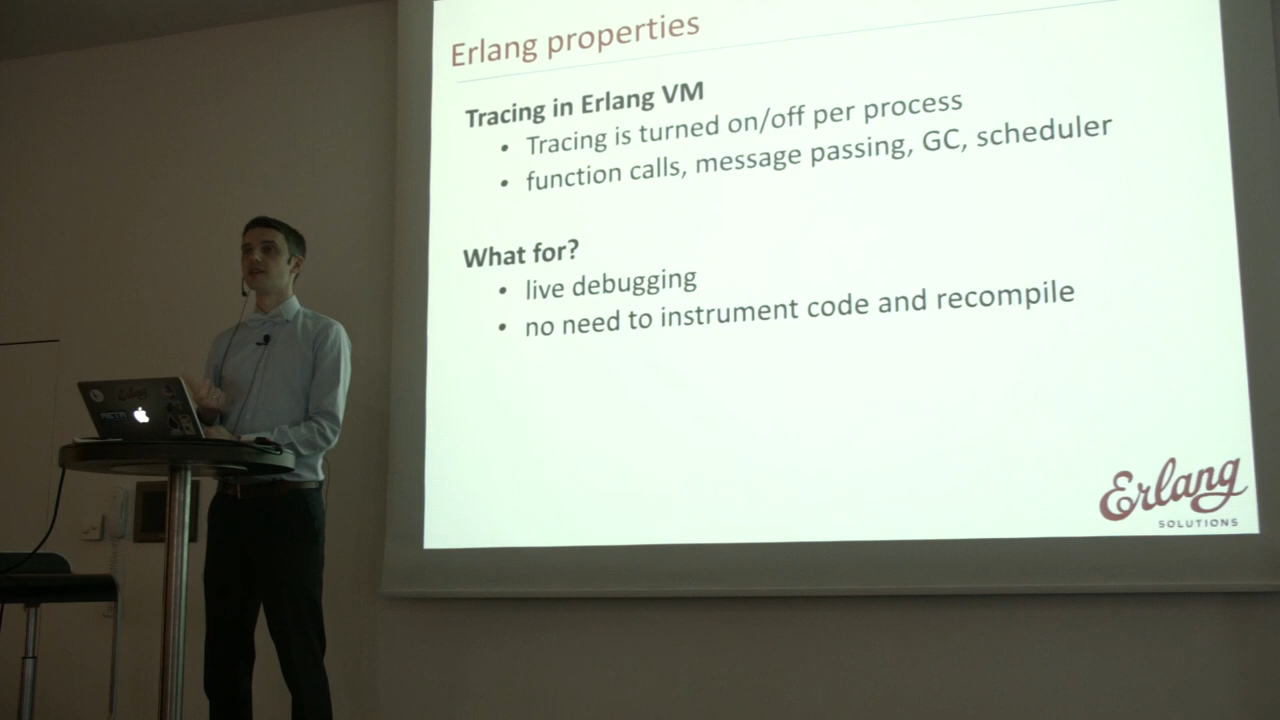 Erlang properties
Tracing in Erlang VM
• Tracing is turned on/off per process
• function calls, message passing, GC, scheduler
What for?
• live debugging
• no need to instrument code and recompile
Erlang
SOLUTIONS
Erlang